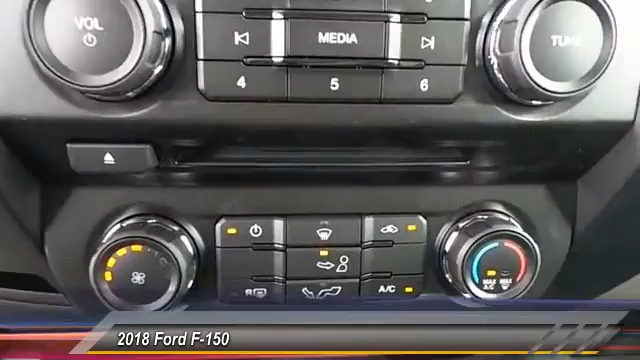 VOL
MEDIA
TUNE
4 5 6
A/C
MAX A/C
MAX
2018 Ford F-150